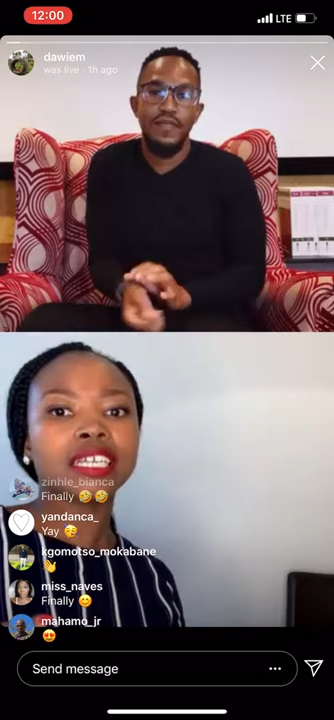 12:00
LTE
dawiem
was live · 1h ago
zinhle_bianca
Finally 🤣🤣
yandanca_
Yay 🥳
kgomotso_mokabane
👋
miss_naves
Finally 😊
mahamo_jr
😍
Send message